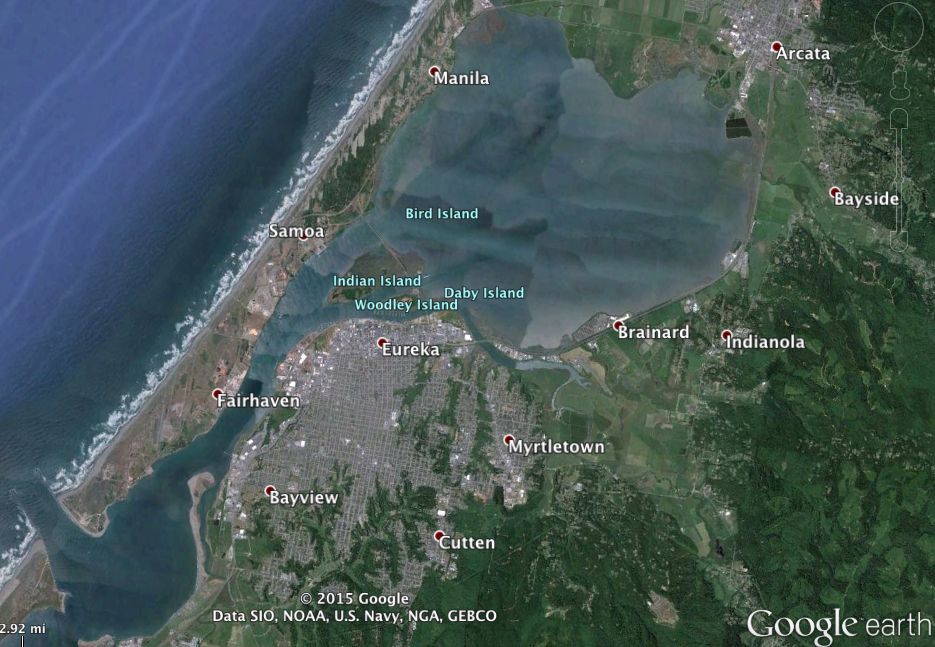 Arcata
Manila
Bayside
Bird Island
Samoa
Indian Island
Daby Island
Woodley Island
Brainard
Indianola
Eureka
Fairhaven
Myrtletown
Bayview
Cutten
© 2015 Google
Data SIO, NOAA, U.S. Navy, NGA, GEBCO
2.92 mi
Google earth